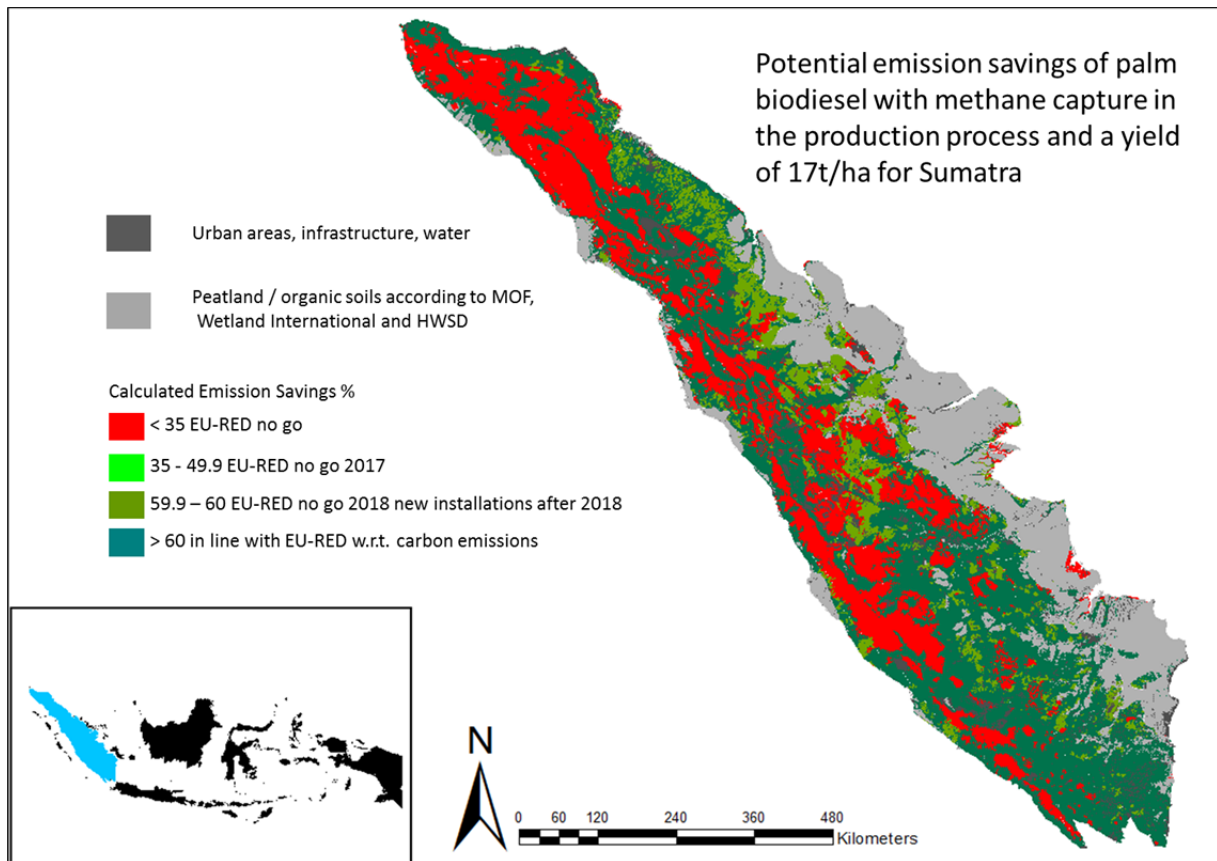 Potential emission savings of palm
biodiesel with methane capture in
the production process and a yield
of 17t/ha for Sumatra
Urban areas, infrastructure, water
Peatland / organic soils according to MOF,
Wetland International and HWSD
Calculated Emission Savings %
< 35 EU-RED no go
35 - 49.9 EU-RED no go 2017
59.9 – 60 EU-RED no go 2018 new installations after 2018
> 60 in line with EU-RED w.r.t. carbon emissions
N
0 60 120 240 360 480
Kilometers